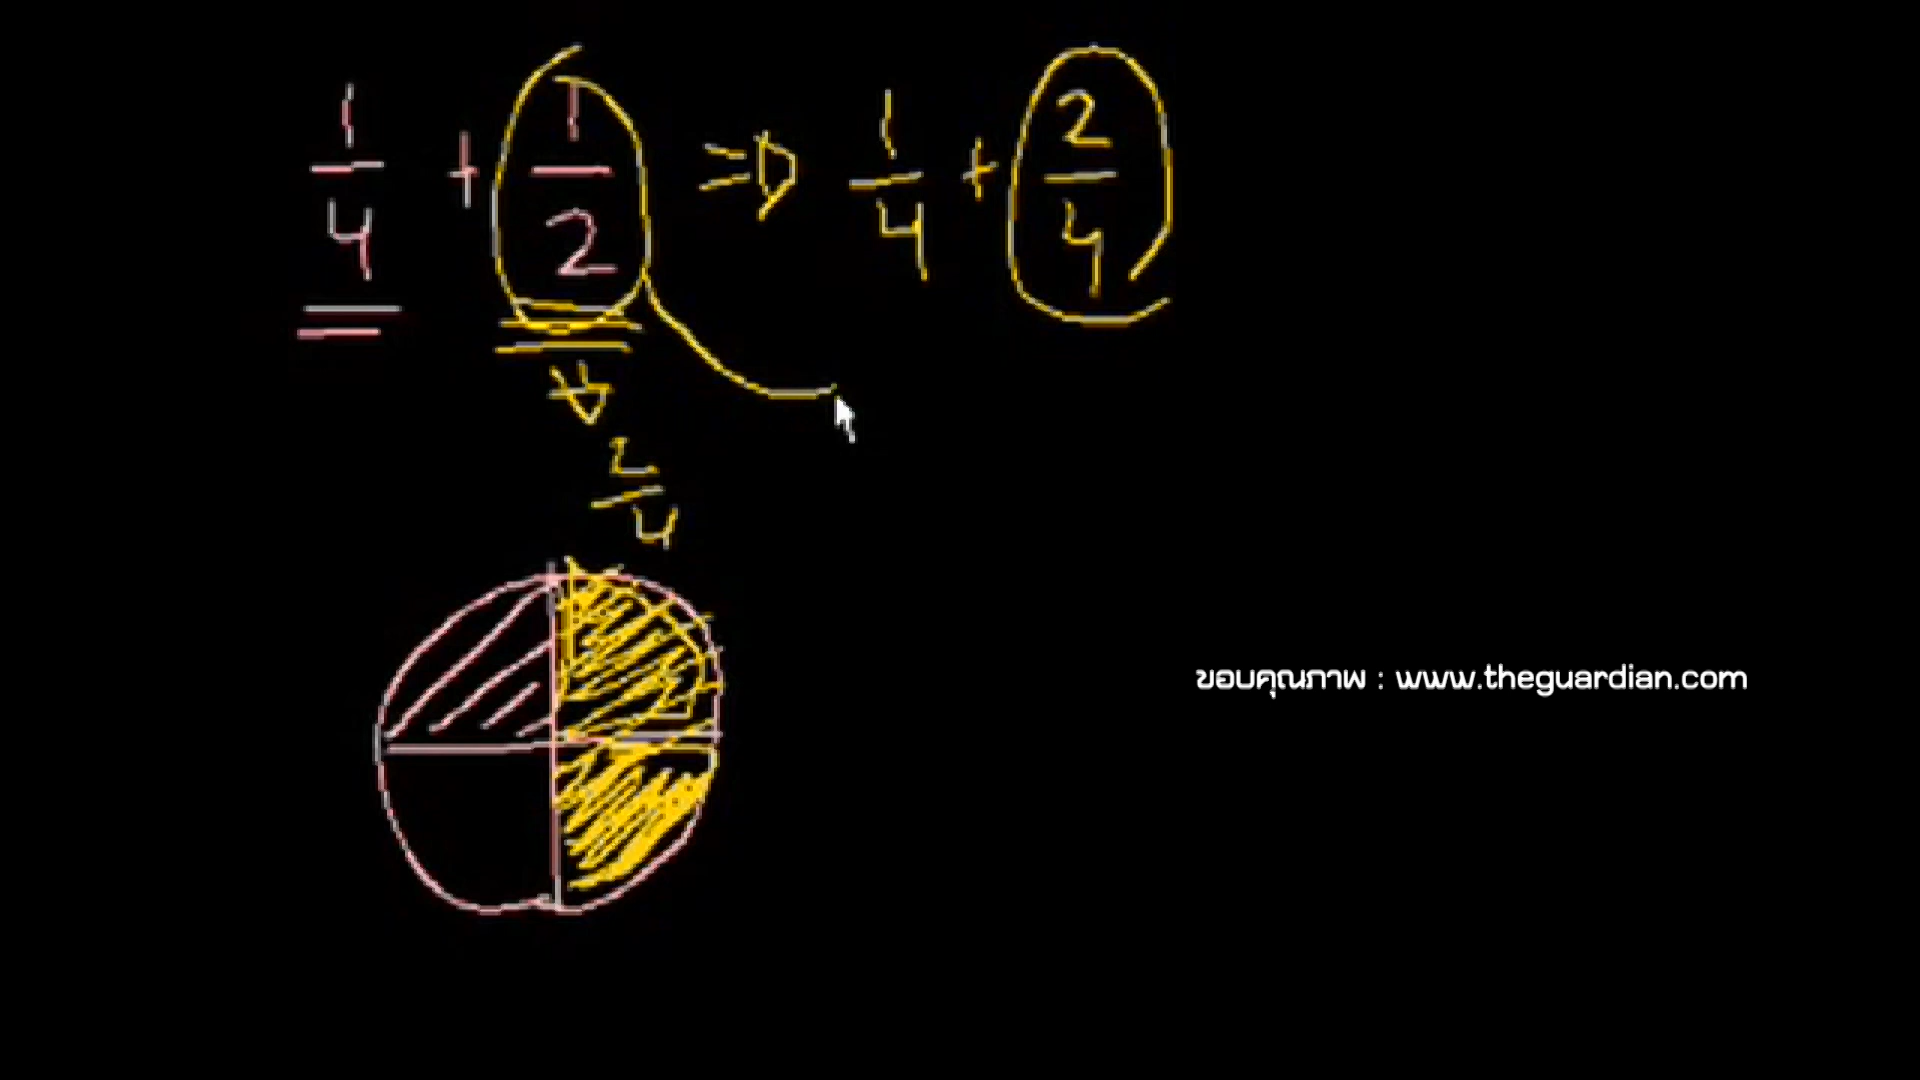 1/4 + 1/2 ⇒ 1/4 + 2/4
2/4
ขอบคุณภาพ : www.theguardian.com